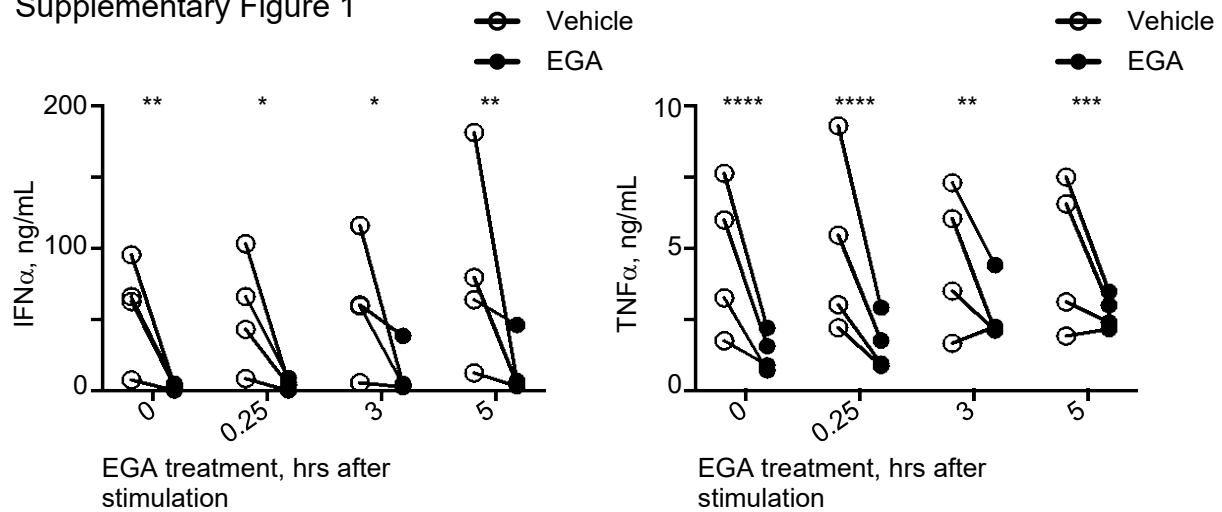 Supplementary Figure 1
Vehicle
EGA
200
100
0
IFNα, ng/mL
** * * **
0 0.25 3 5
EGA treatment, hrs after
stimulation
Vehicle
EGA
10
5
0
TNFα, ng/mL
**** **** ** ***
0 0.25 3 5
EGA treatment, hrs after
stimulation